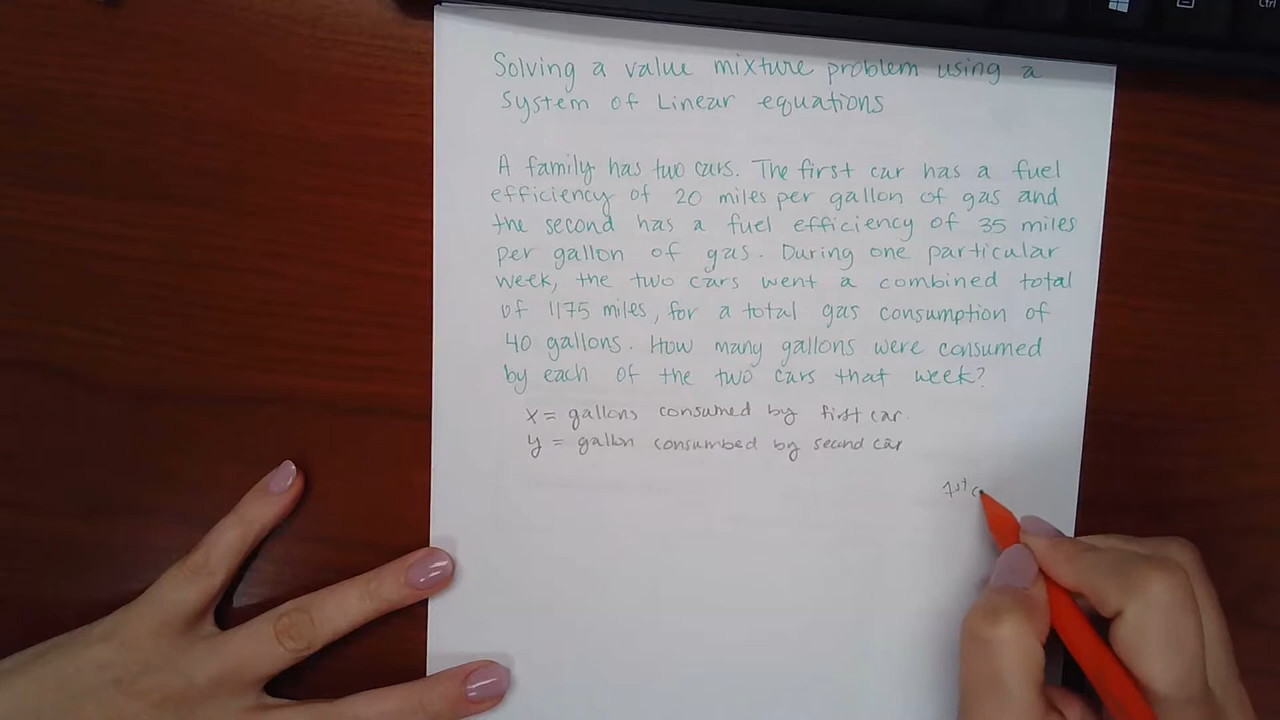 Solving a value mixture problem using a
system of Linear equations
A family has two cars. The first car has a fuel
efficiency of 20 miles per gallon of gas and
the second has a fuel efficiency of 35 miles
per gallon of gas. During one particular
week, the two cars went a combined total
of 1175 miles, for a total gas consumption of
40 gallons. How many gallons were consumed
by each of the two cars that week?
x = gallons consumed by first car.
y = gallon consumbed by second car
1st c
Ctrl